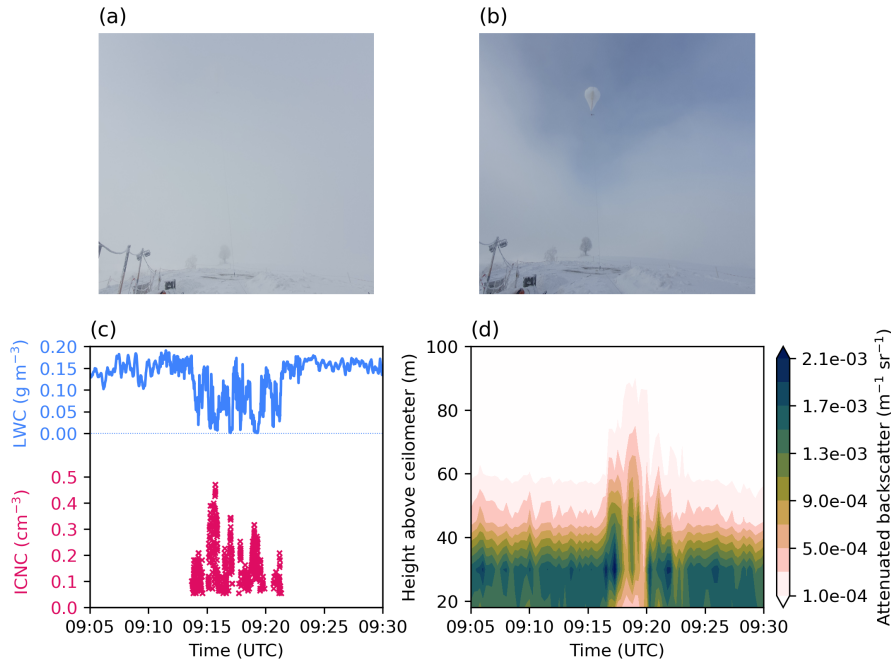 (a)
(b)
(c)
(d)
LWC (g m⁻³)
0.20
0.15
0.10
0.05
0.00
ICNC (cm⁻³)
0.5
0.4
0.3
0.2
0.1
0.0
09:05 09:10 09:15 09:20 09:25 09:30
Time (UTC)
Height above ceilometer (m)
100
80
60
40
20
09:05 09:10 09:15 09:20 09:25 09:30
Time (UTC)
2.1e-03
1.7e-03
1.3e-03
9.0e-04
5.0e-04
1.0e-04
Attenuated backscatter (m⁻¹ sr⁻¹)